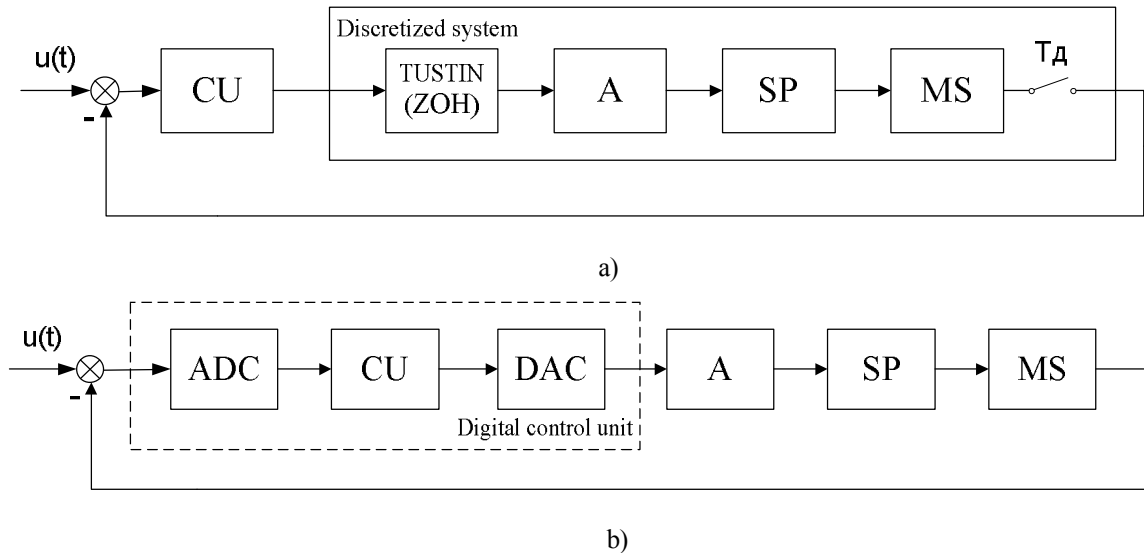 Discretized system
u(t)
CU
TUSTIN
(ZOH)
A
SP
MS
Tд
-
a)
u(t)
ADC
CU
DAC
A
SP
MS
-
Digital control unit
b)